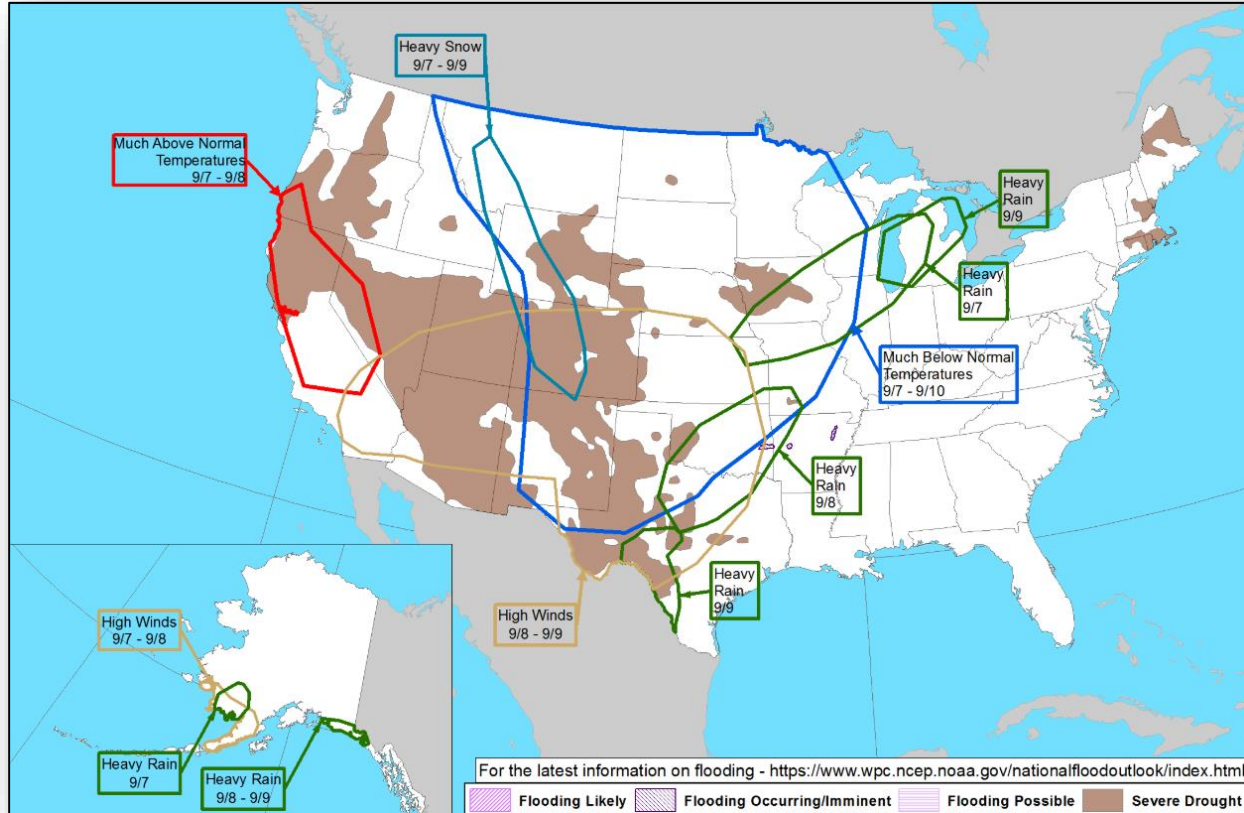 Heavy Snow
9/7 - 9/9
Much Above Normal
Temperatures
9/7 - 9/8
Heavy
Rain
9/9
Heavy
Rain
9/7
Much Below Normal
Temperatures
9/7 - 9/10
Heavy
Rain
9/8
Heavy
Rain
9/9
High Winds
9/8 - 9/9
High Winds
9/7 - 9/8
Heavy Rain
9/7
Heavy Rain
9/8 - 9/9
For the latest information on flooding - https://www.wpc.ncep.noaa.gov/nationalfloodoutlook/index.html
Flooding Likely
Flooding Occurring/Imminent
Flooding Possible
Severe Drought